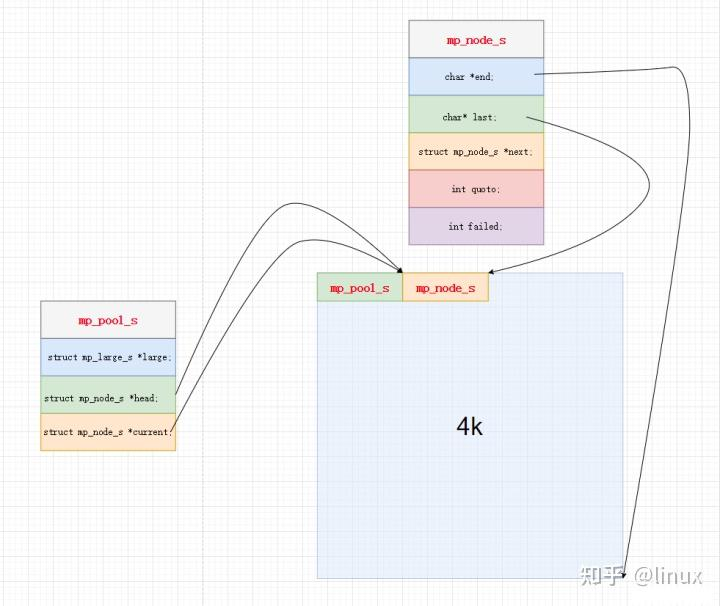 mp_node_s
char *end;
char* last;
struct mp_node_s *next;
int quoto;
int failed;
mp_pool_s
mp_node_s
mp_pool_s
struct mp_large_s *large;
struct mp_node_s *head;
struct mp_node_s *current;
4k
知乎 @linux